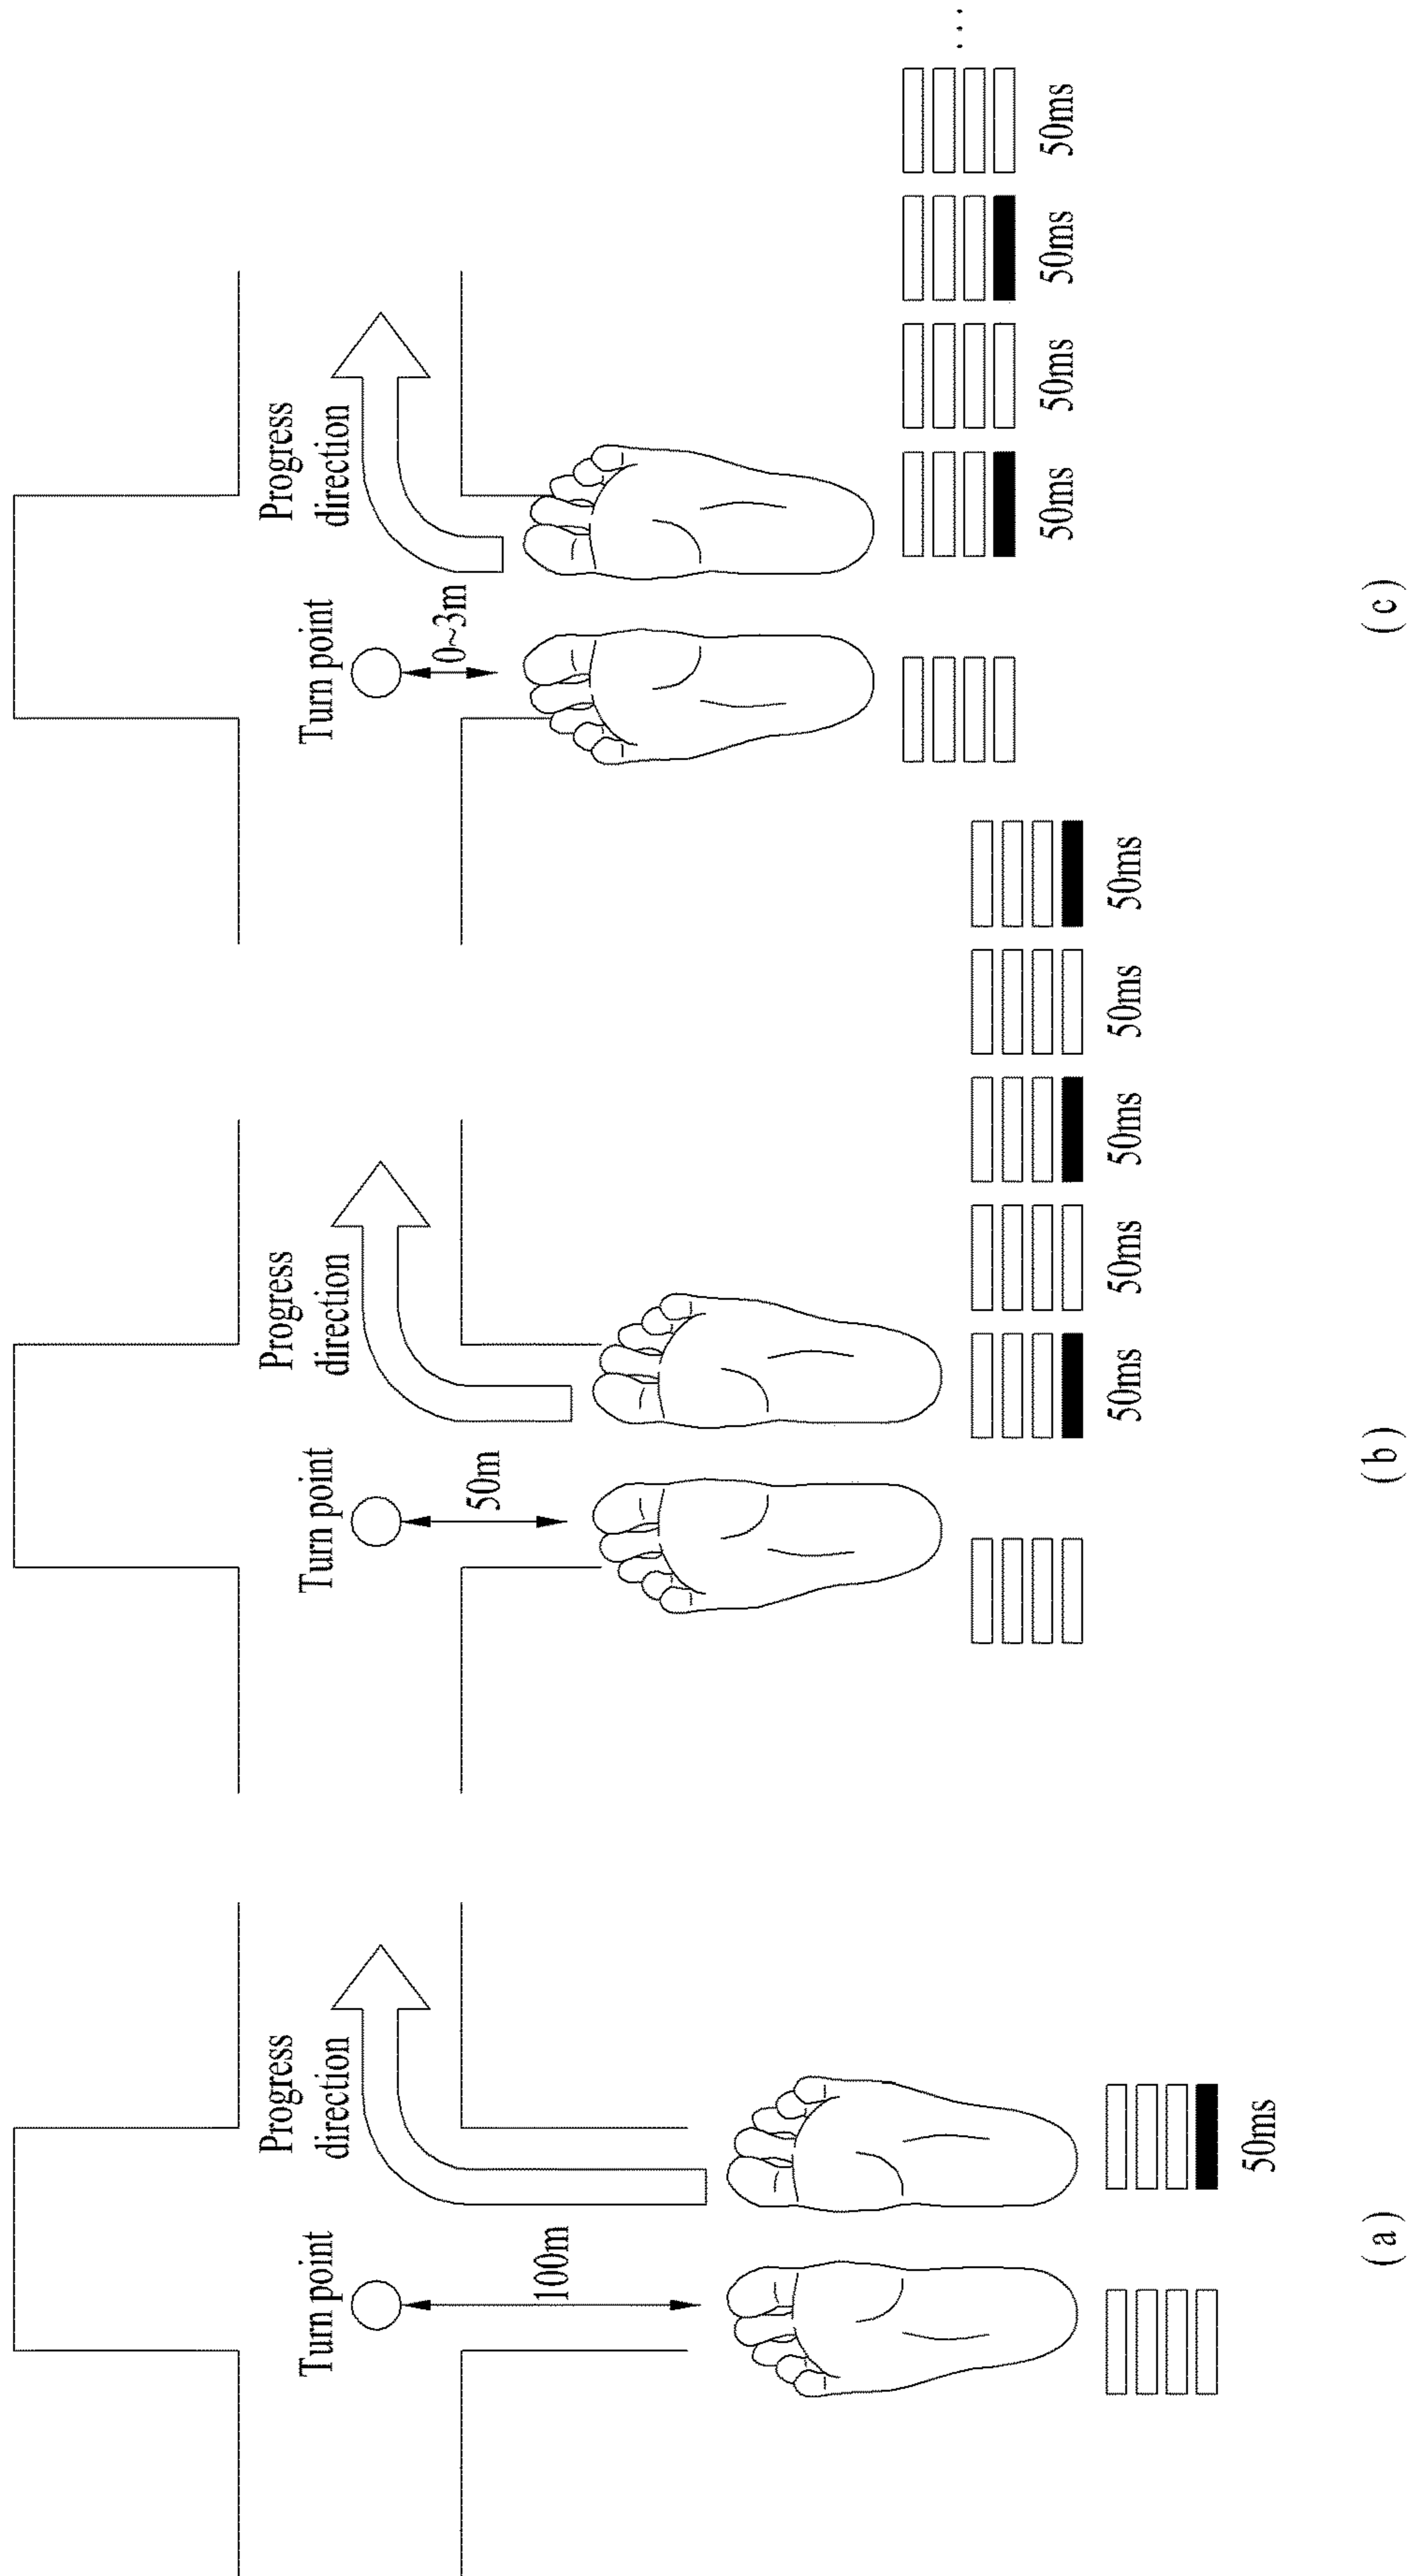 Turn point
Progress
direction
100m
50ms
( a )
Turn point
Progress
direction
50m
50ms
50ms
50ms
50ms
50ms
( b )
Turn point
Progress
direction
0~3m
50ms
50ms
50ms
50ms
...
( c )